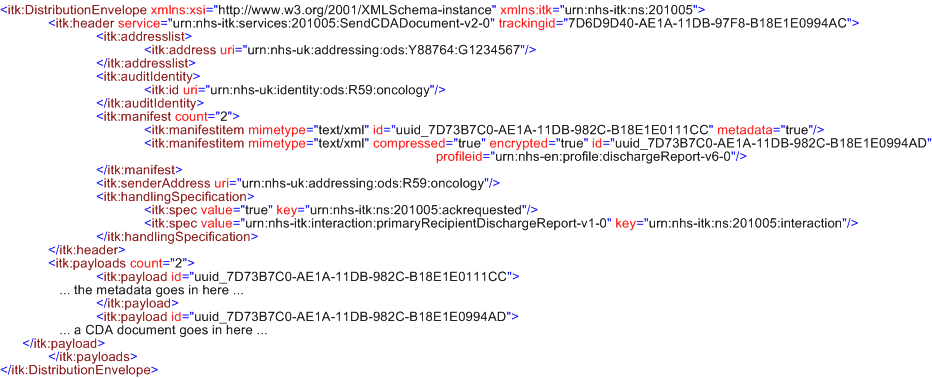 <itk:DistributionEnvelope xmlns:xsi="http://www.w3.org/2001/XMLSchema-instance" xmlns:itk="urn:nhs-itk:ns:201005">
<itk:header service="urn:nhs-itk:services:201005:SendCDADocument-v2-0" trackingid="7D6D9D40-AE1A-11DB-97F8-B18E1E0994AC">
<itk:addresslist>
<itk:address uri="urn:nhs-uk:addressing:ods:Y88764:G1234567"/>
</itk:addresslist>
<itk:auditIdentity>
<itk:id uri="urn:nhs-uk:identity:ods:R59:oncology"/>
</itk:auditIdentity>
<itk:manifest count="2">
<itk:manifestitem mimetype="text/xml" id="uuid_7D73B7C0-AE1A-11DB-982C-B18E1E0111CC" metadata="true"/>
<itk:manifestitem mimetype="text/xml" compressed="true" encrypted="true" id="uuid_7D73B7C0-AE1A-11DB-982C-B18E1E0994AD"
profileid="urn:nhs-en:profile:dischargeReport-v6-0"/>
</itk:manifest>
<itk:senderAddress uri="urn:nhs-uk:addressing:ods:R59:oncology"/>
<itk:handlingSpecification>
<itk:spec value="true" key="urn:nhs-itk:ns:201005:ackrequested"/>
<itk:spec value="urn:nhs-itk:interaction:primaryRecipientDischargeReport-v1-0" key="urn:nhs-itk:ns:201005:interaction"/>
</itk:handlingSpecification>
</itk:header>
<itk:payloads count="2">
<itk:payload id="uuid_7D73B7C0-AE1A-11DB-982C-B18E1E0111CC">
... the metadata goes in here ...
</itk:payload>
<itk:payload id="uuid_7D73B7C0-AE1A-11DB-982C-B18E1E0994AD">
... a CDA document goes in here ...
</itk:payload>
</itk:payloads>
</itk:DistributionEnvelope>